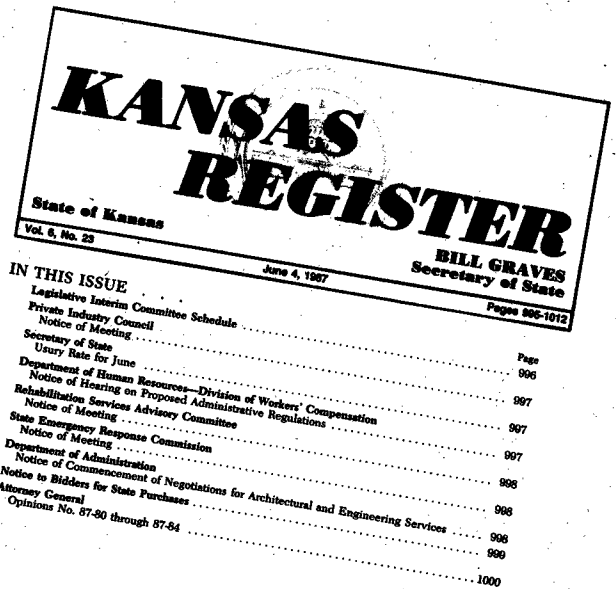 KANSAS
REGISTER
State of Kansas
BILL GRAVES
Secretary of State
Vol. 6, No. 23 June 4, 1987 Pages 995-1012
IN THIS ISSUE . . .
Page
Legislative Interim Committee Schedule ........ 996
Private Industry Council
Notice of Meeting ........ 997
Secretary of State
Usury Rate for June ........ 997
Department of Human Resources—Division of Workers' Compensation
Notice of Hearing on Proposed Administrative Regulations ........ 997
Rehabilitation Services Advisory Committee
Notice of Meeting ........ 998
State Emergency Response Commission
Notice of Meeting ........ 998
Department of Administration
Notice of Commencement of Negotiations for Architectural and Engineering Services ..... 998
Notice to Bidders for State Purchases ........ 999
Attorney General
Opinions No. 87-80 through 87-84 ........ 1000